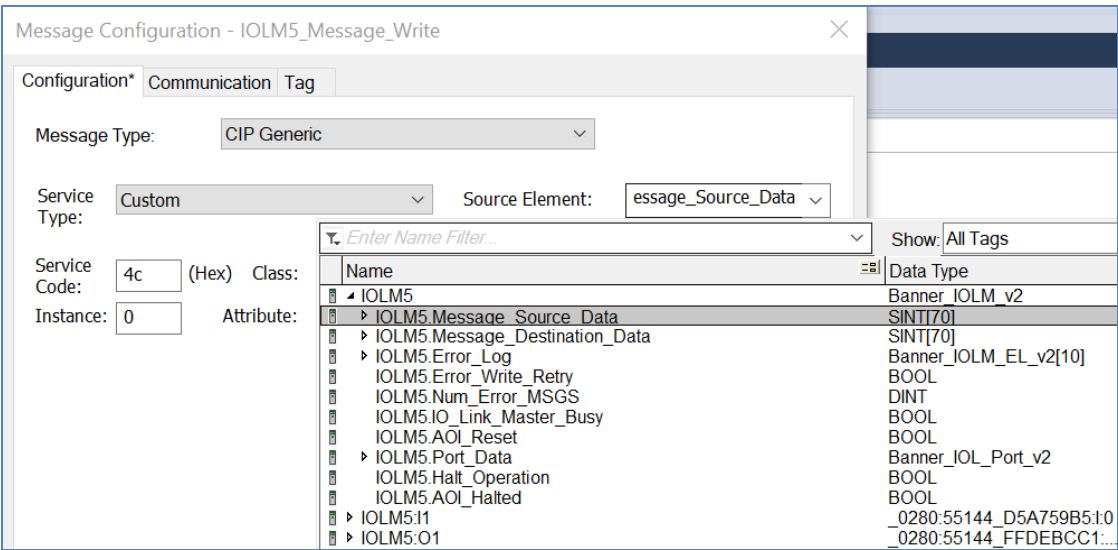 Message Configuration - IOLM5_Message_Write
Configuration* Communication Tag
Message Type: CIP Generic
Service Type: Custom Source Element: essage_Source_Data
Enter Name Filter... Show: All Tags
Service Code: 4c (Hex) Class:
Instance: 0 Attribute:
Name Data Type
IOLM5 Banner_IOLM_v2
IOLM5.Message_Source_Data SINT[70]
IOLM5.Message_Destination_Data SINT[70]
IOLM5.Error_Log Banner_IOLM_EL_v2[10]
IOLM5.Error_Write_Retry BOOL
IOLM5.Num_Error_MSGS DINT
IOLM5.IO_Link_Master_Busy BOOL
IOLM5.AOI_Reset BOOL
IOLM5.Port_Data Banner_IOL_Port_v2
IOLM5.Halt_Operation BOOL
IOLM5.AOI_Halted BOOL
IOLM5:I1 _0280:55144_D5A759B5:I:0
IOLM5:O1 _0280:55144_FFDEBCC1:...